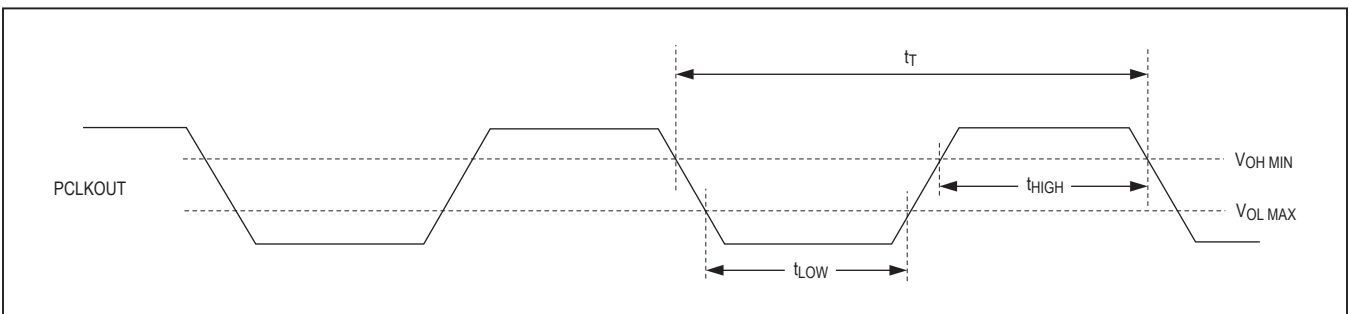 tT
VOH MIN
PCLKOUT
tHIGH
VOL MAX
tLOW